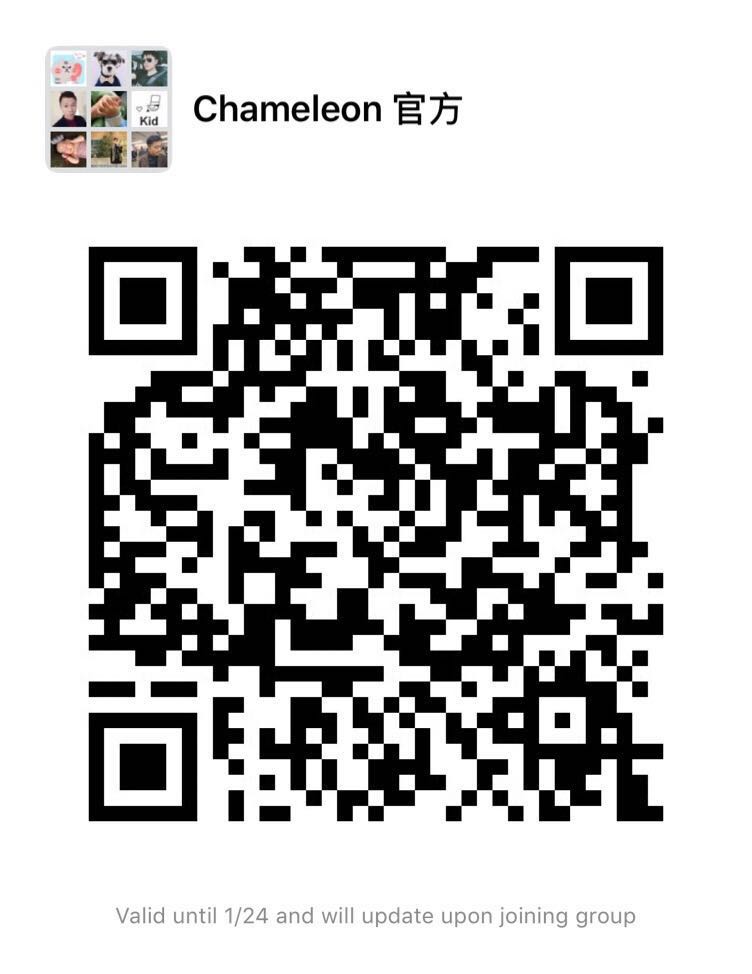 Kid
Chameleon 官方
Valid until 1/24 and will update upon joining group